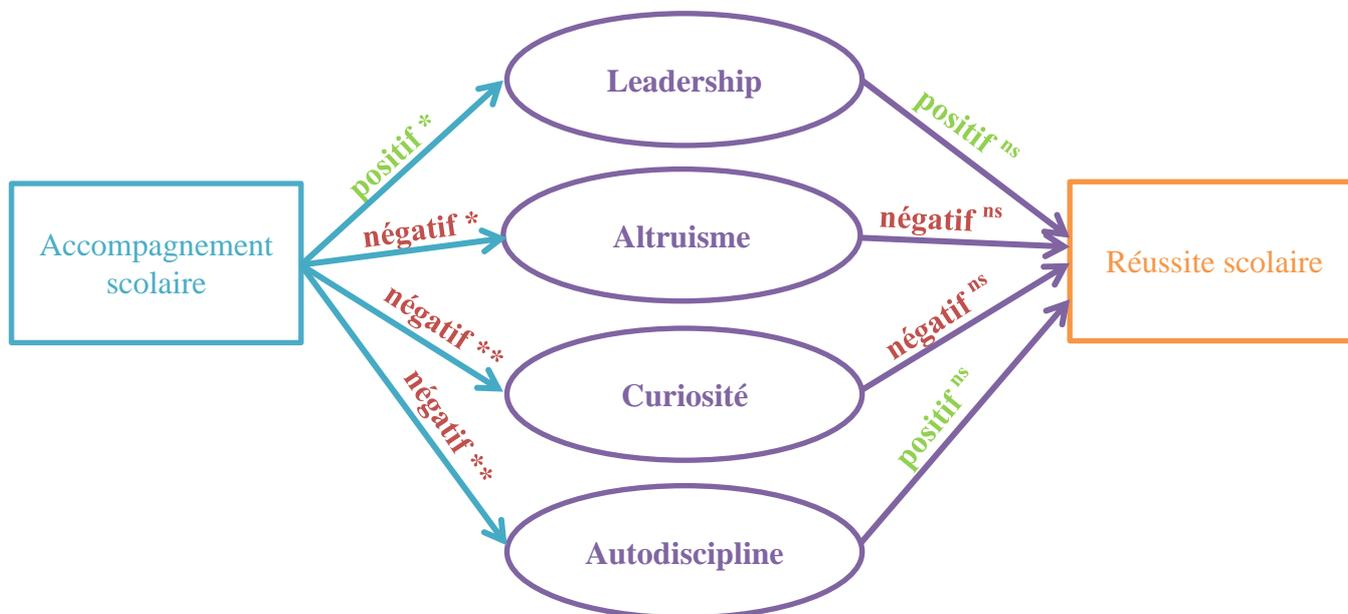 Leadership
positif *
positif ns
négatif *
Altruisme
négatif ns
Accompagnement
scolaire
Réussite scolaire
négatif **
négatif ns
Curiosité
négatif **
positif ns
Autodiscipline